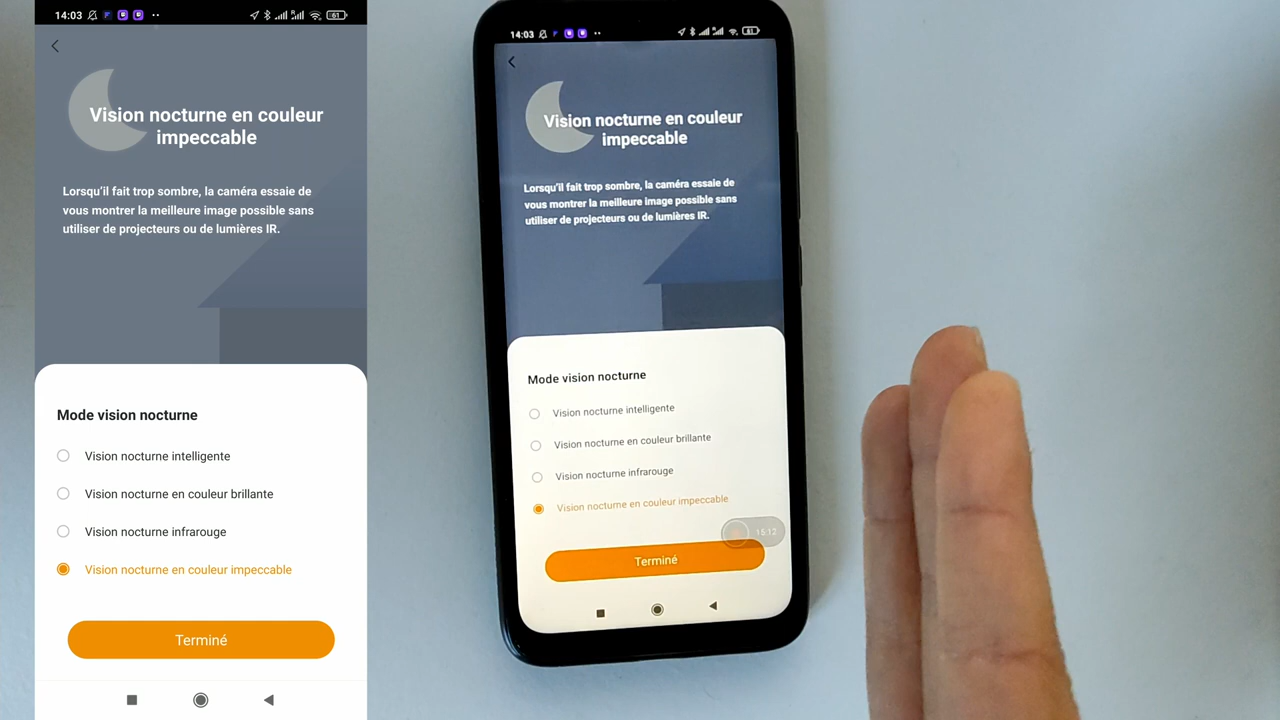 14:03
61
Vision nocturne en couleur
impeccable
Lorsqu'il fait trop sombre, la caméra essaie de
vous montrer la meilleure image possible sans
utiliser de projecteurs ou de lumières IR.
Mode vision nocturne
Vision nocturne intelligente
Vision nocturne en couleur brillante
Vision nocturne infrarouge
Vision nocturne en couleur impeccable
Terminé
14:03
61
Vision nocturne en couleur
impeccable
Lorsqu'il fait trop sombre, la caméra essaie de
vous montrer la meilleure image possible sans
utiliser de projecteurs ou de lumières IR.
Mode vision nocturne
Vision nocturne intelligente
Vision nocturne en couleur brillante
Vision nocturne infrarouge
Vision nocturne en couleur impeccable
15:12
Terminé